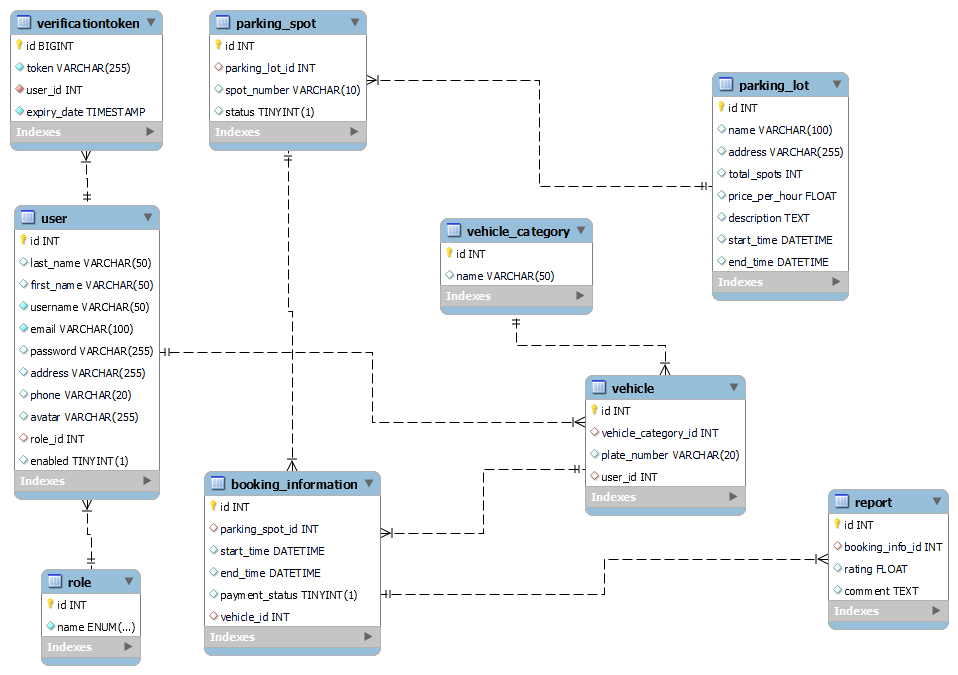 verificationtoken
id BIGINT
token VARCHAR(255)
user_id INT
expiry_date TIMESTAMP
Indexes
parking_spot
id INT
parking_lot_id INT
spot_number VARCHAR(10)
status TINYINT(1)
Indexes
parking_lot
id INT
name VARCHAR(100)
address VARCHAR(255)
total_spots INT
price_per_hour FLOAT
description TEXT
start_time DATETIME
end_time DATETIME
Indexes
user
id INT
last_name VARCHAR(50)
first_name VARCHAR(50)
username VARCHAR(50)
email VARCHAR(100)
password VARCHAR(255)
address VARCHAR(255)
phone VARCHAR(20)
avatar VARCHAR(255)
role_id INT
enabled TINYINT(1)
Indexes
vehicle_category
id INT
name VARCHAR(50)
Indexes
vehicle
id INT
vehicle_category_id INT
plate_number VARCHAR(20)
user_id INT
Indexes
booking_information
id INT
parking_spot_id INT
start_time DATETIME
end_time DATETIME
payment_status TINYINT(1)
vehicle_id INT
Indexes
report
id INT
booking_info_id INT
rating FLOAT
comment TEXT
Indexes
role
id INT
name ENUM(...)
Indexes